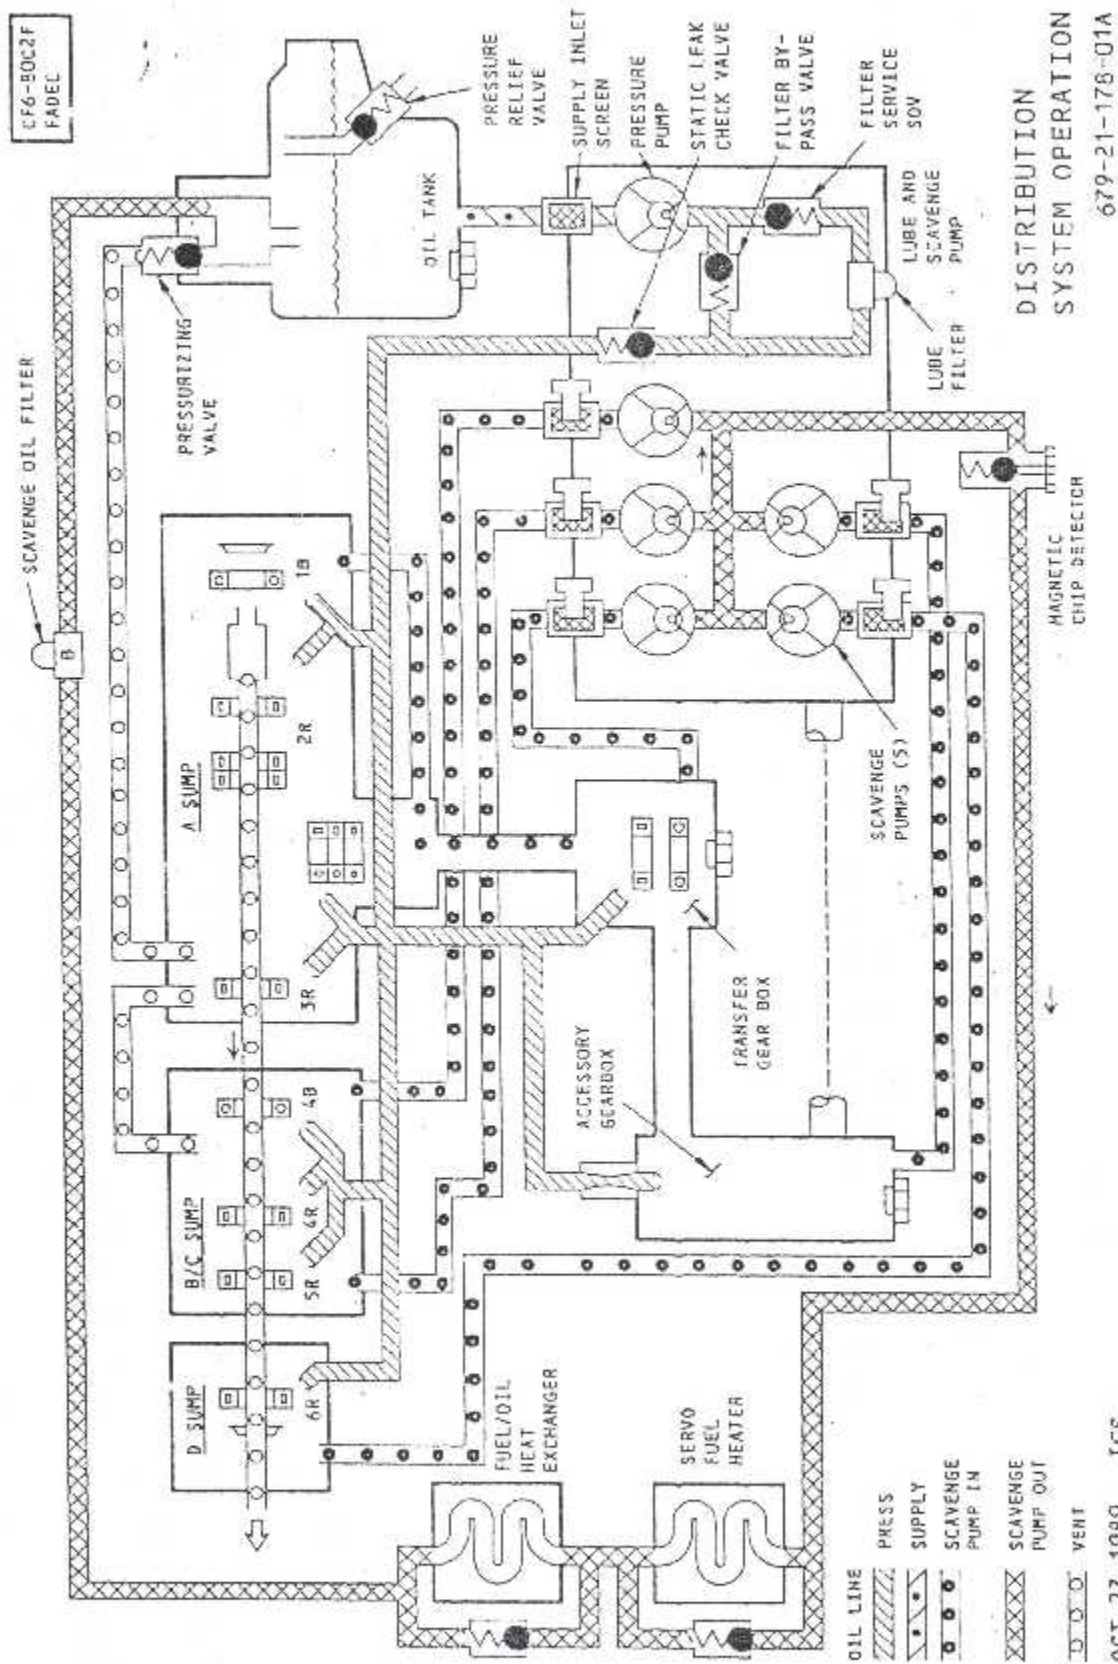 CF6-80C2F
FADEC
SCAVENGE OIL FILTER
B
PRESSURIZING
VALVE
PRESSURE
RELIEF
VALVE
OIL TANK
SUPPLY INLET
SCREEN
PRESSURE
PUMP
STATIC LEAK
CHECK VALVE
FILTER BY-
PASS VALVE
FILTER
SERVICE
SOV
LUBE AND
SCAVENGE
PUMP
LUBE
FILTER
A SUMP
1B
2R
3R
B/C SUMP
4B
4R
5R
D SUMP
6R
MAGNETIC
CHIP DETECTOR
SCAVENGE
PUMPS (5)
TRANSFER
GEAR BOX
ACCESSORY
GEARBOX
FUEL/OIL
HEAT
EXCHANGER
SERVO
FUEL
HEATER
OIL LINE
PRESS
SUPPLY
SCAVENGE
PUMP IN
SCAVENGE
PUMP OUT
VENT
DISTRIBUTION
SYSTEM OPERATION
679-21-178-01A